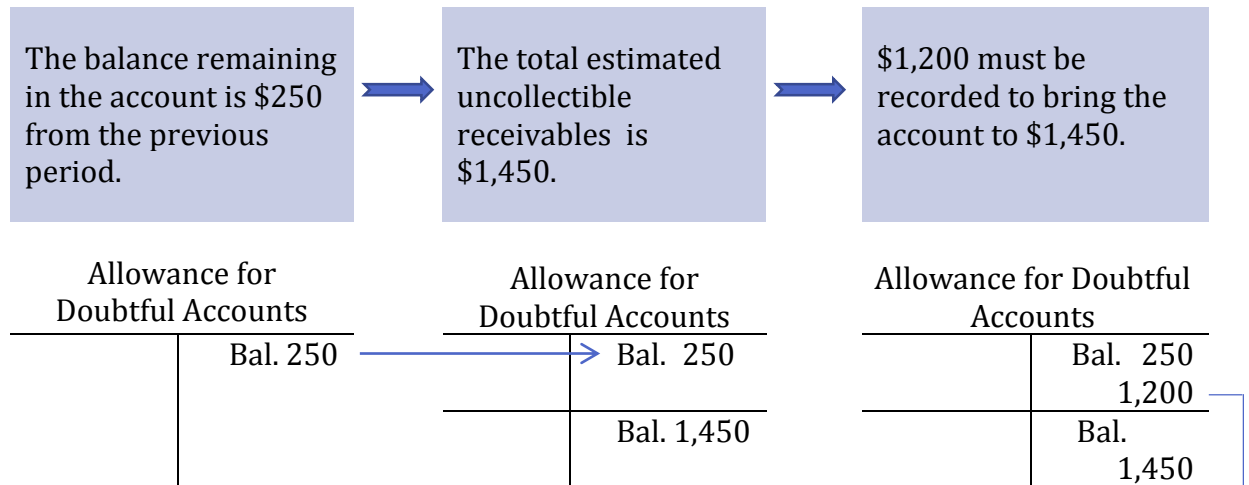 The balance remaining
in the account is $250
from the previous
period.
The total estimated
uncollectible
receivables is
$1,450.
$1,200 must be
recorded to bring the
account to $1,450.
Allowance for
Doubtful Accounts
Bal. 250
Allowance for
Doubtful Accounts
Bal. 250
Bal. 1,450
Allowance for Doubtful
Accounts
Bal. 250
1,200
Bal.
1,450